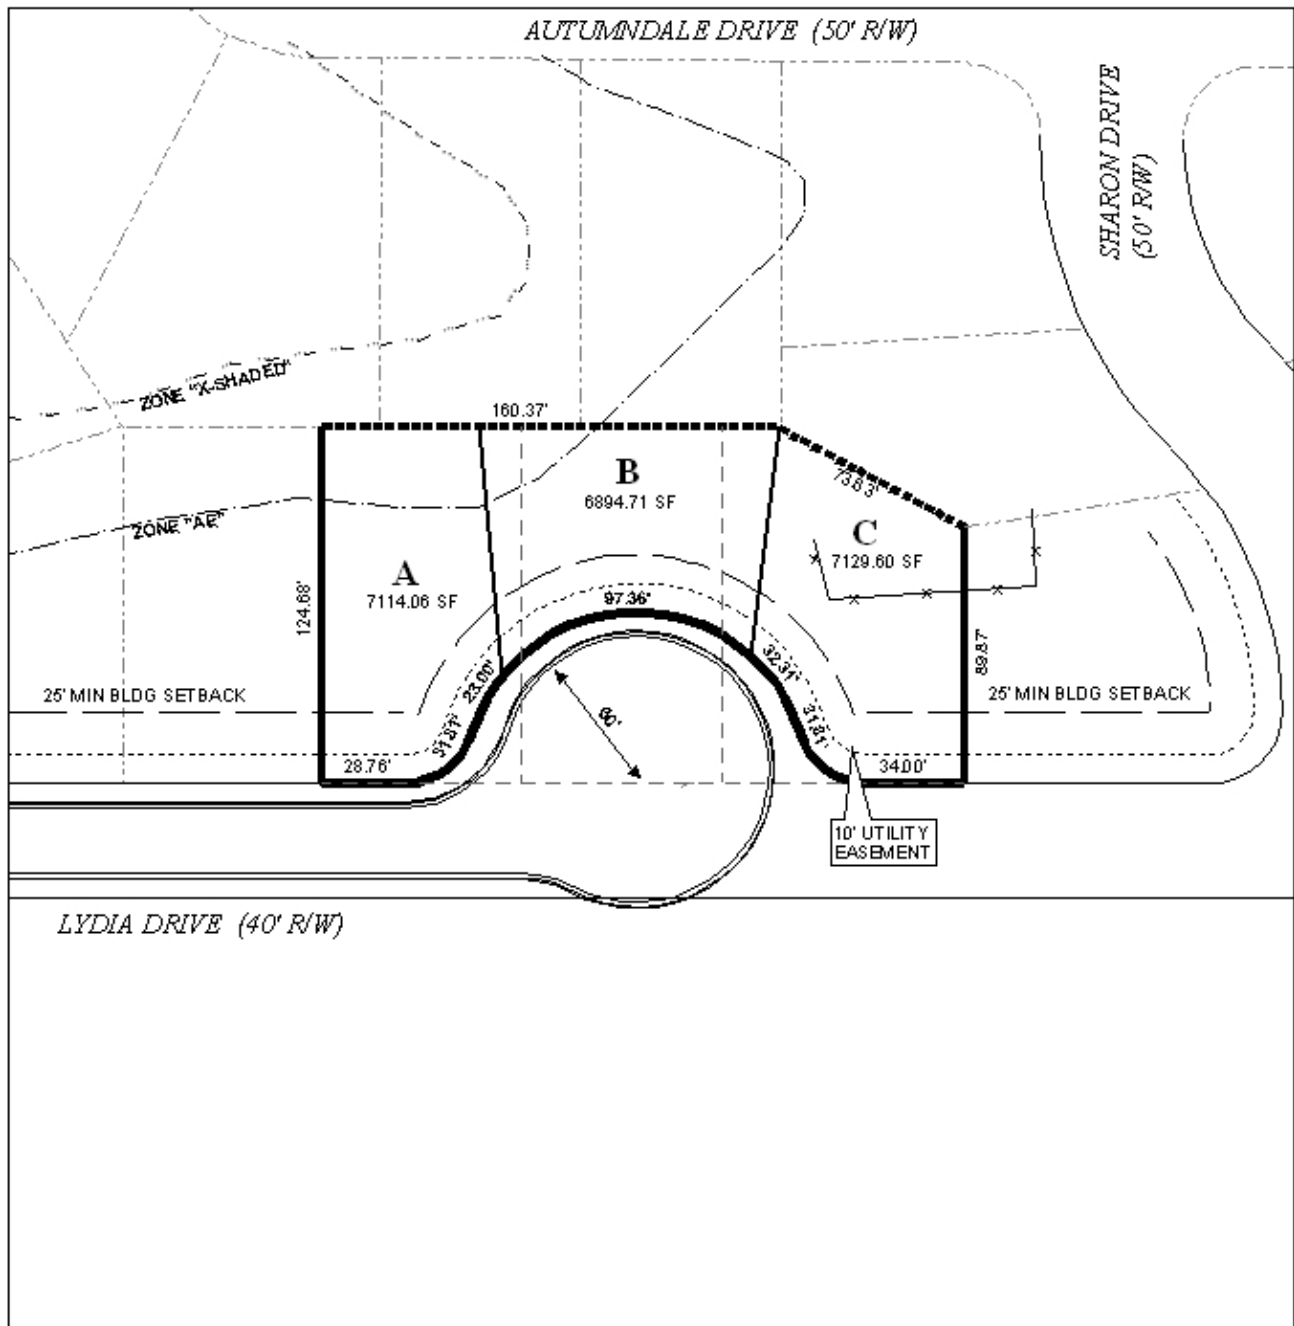 AUTUMNDALE DRIVE (50' R/W)
SHARON DRIVE
(50' R/W)
ZONE "X-SHADED"
160.37'
B
6894.71 SF
73.83'
ZONE "AE"
C
7129.60 SF
A
7114.06 SF
97.36'
124.68'
89.87'
23.00'
32.31'
25' MIN BLDG SETBACK
25' MIN BLDG SETBACK
60'
31.81'
31.81
28.76'
34.00'
10' UTILITY
EASEMENT
LYDIA DRIVE (40' R/W)